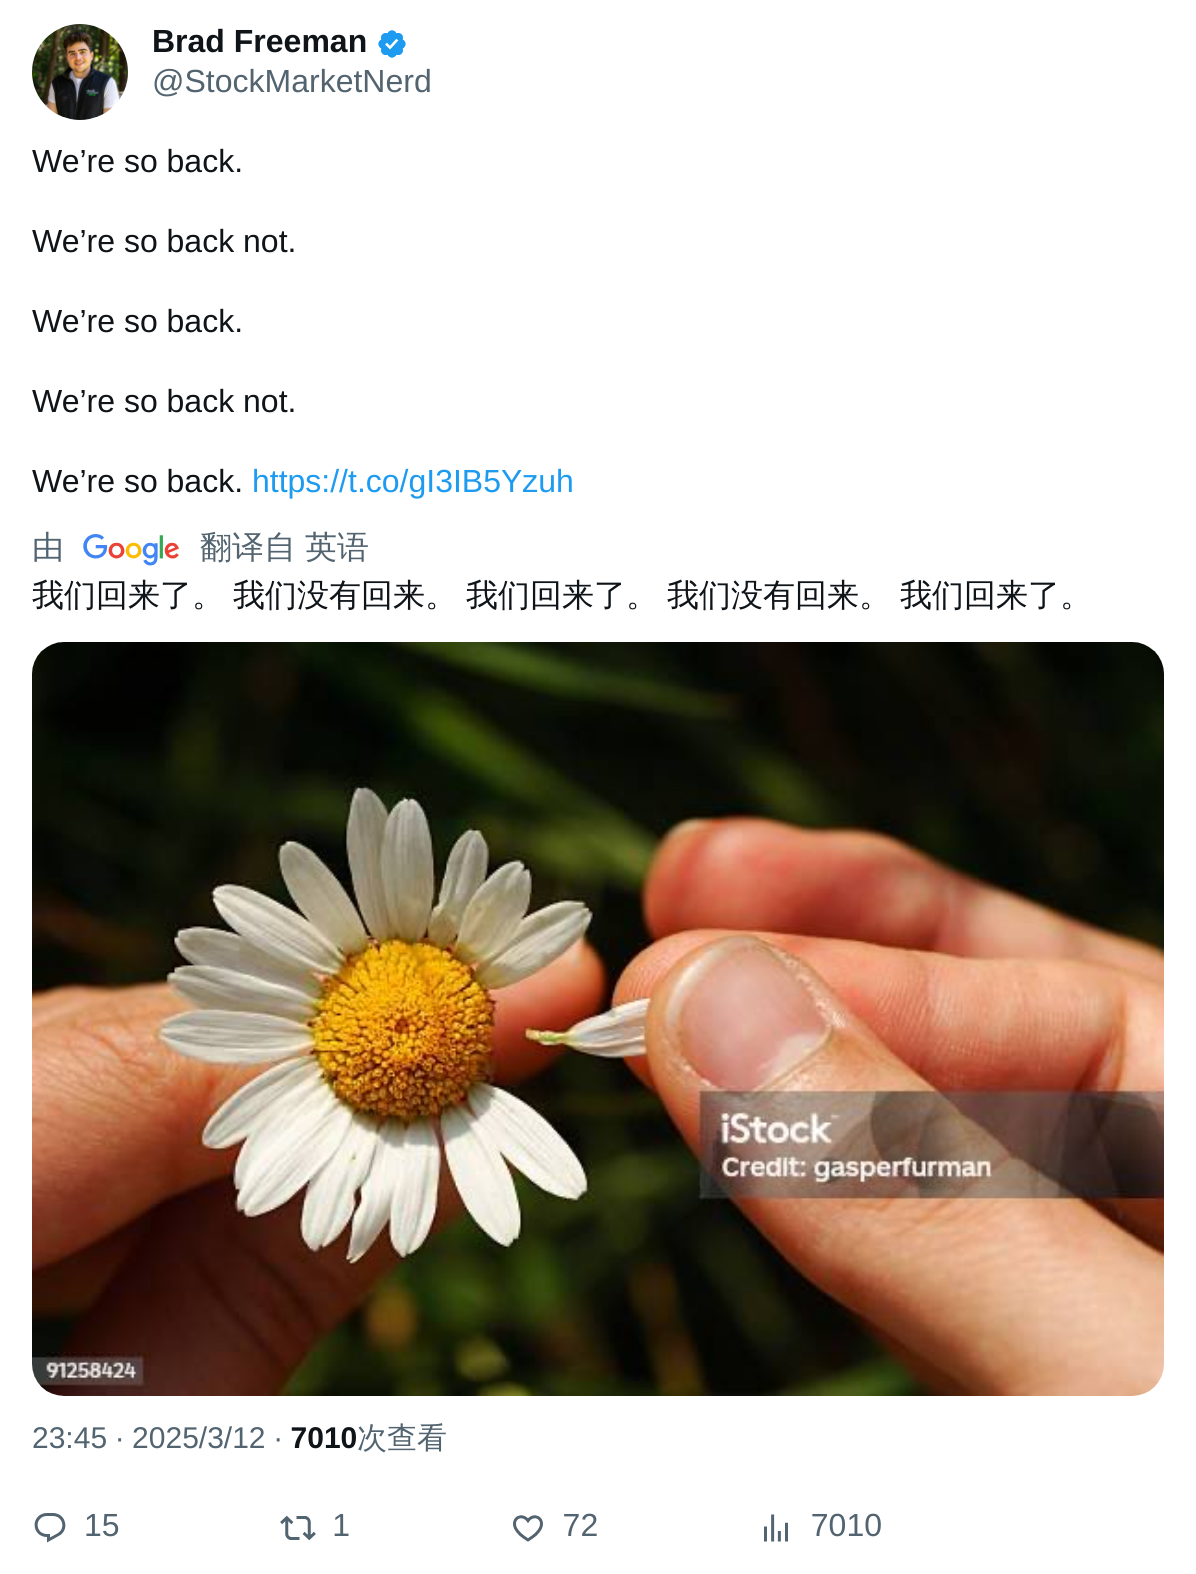 Brad Freeman
@StockMarketNerd
We’re so back.
We’re so back not.
We’re so back.
We’re so back not.
We’re so back. https://t.co/gI3IB5Yzuh
由 Google 翻译自 英语
我们回来了。 我们没有回来。 我们回来了。 我们没有回来。 我们回来了。
iStock
Credit: gasperfurman
91258424
23:45 · 2025/3/12 · 7010次查看
15 1 72 7010